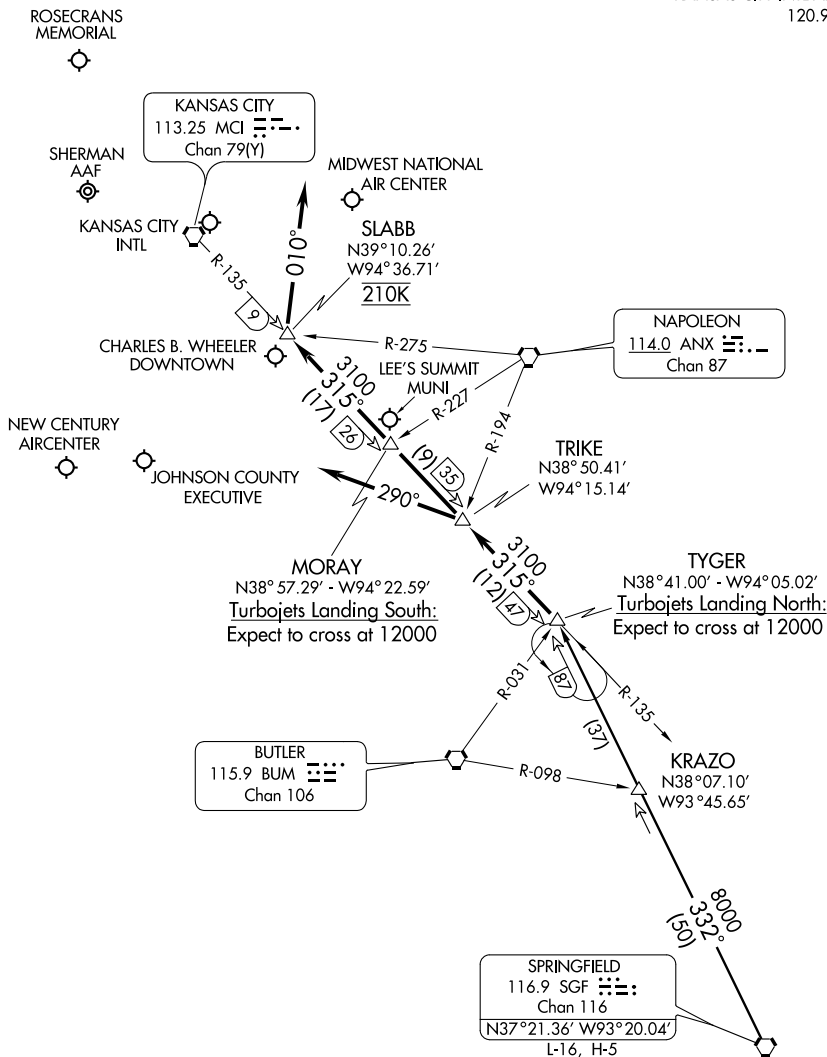 120.9
ROSECRANS
MEMORIAL
KANSAS CITY
113.25 MCI
Chan 79(Y)
SHERMAN
AAF
MIDWEST NATIONAL
AIR CENTER
KANSAS CITY
INTL
010°
SLABB
N39°10.26′
W94°36.71′
210K
R-135
9
NAPOLEON
114.0 ANX
Chan 87
R-275
CHARLES B. WHEELER
DOWNTOWN
LEE'S SUMMIT
MUNI
3100
315°
(17)
26
R-227
R-194
NEW CENTURY
AIRCENTER
JOHNSON COUNTY
EXECUTIVE
(9)
35
TRIKE
N38°50.41′
W94°15.14′
290°
MORAY
N38°57.29′ - W94°22.59′
Turbojets Landing South:
Expect to cross at 12000
3100
315°
(12)
47
TYGER
N38°41.00′ - W94°05.02′
Turbojets Landing North:
Expect to cross at 12000
R-031
87
R-135
(37)
BUTLER
115.9 BUM
Chan 106
R-098
KRAZO
N38°07.10′
W93°45.65′
8000
332°
(50)
SPRINGFIELD
116.9 SGF
Chan 116
N37°21.36′ W93°20.04′
L-16, H-5